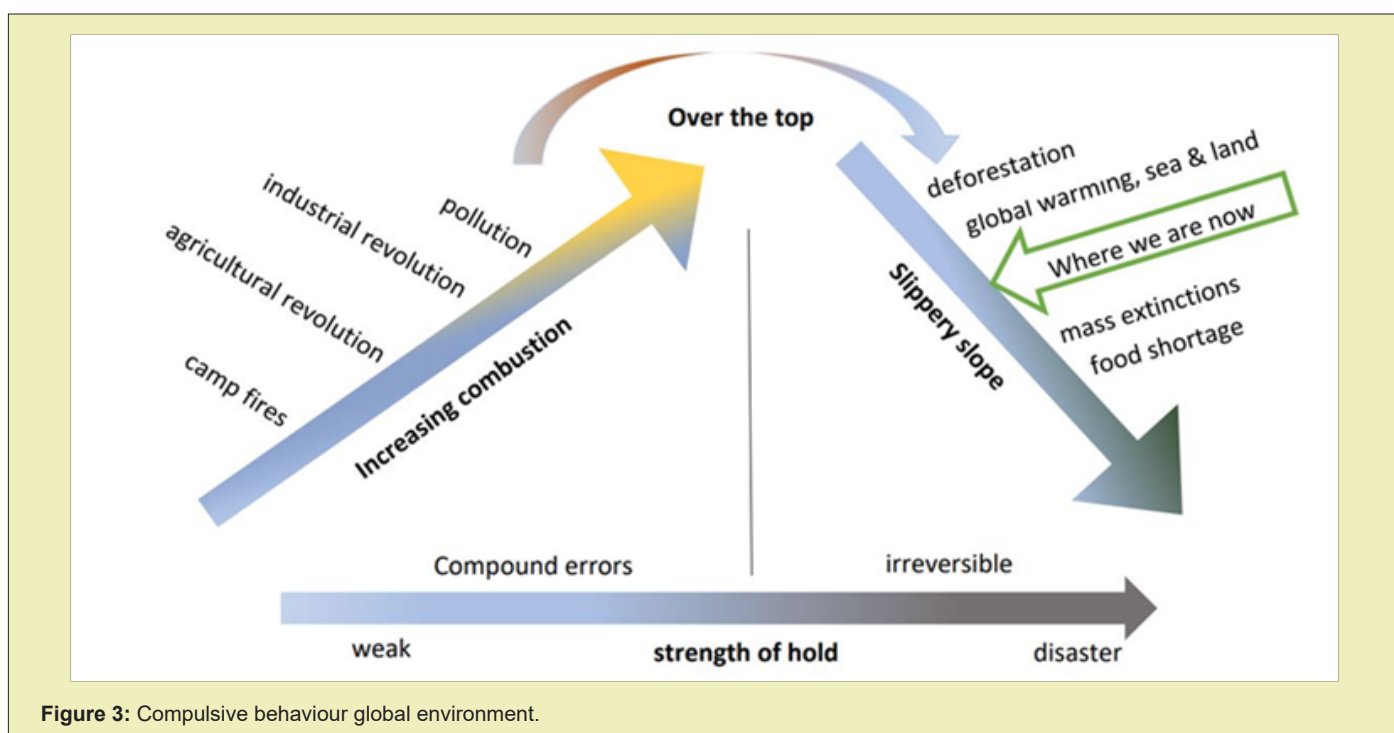 Over the top
pollution
industrial revolution
agricultural revolution
camp fires
Increasing combustion
deforestation
global warming, sea & land
Where we are now
mass extinctions
food shortage
Slippery slope
Compound errors
irreversible
weak
strength of hold
disaster
Figure 3: Compulsive behaviour global environment.